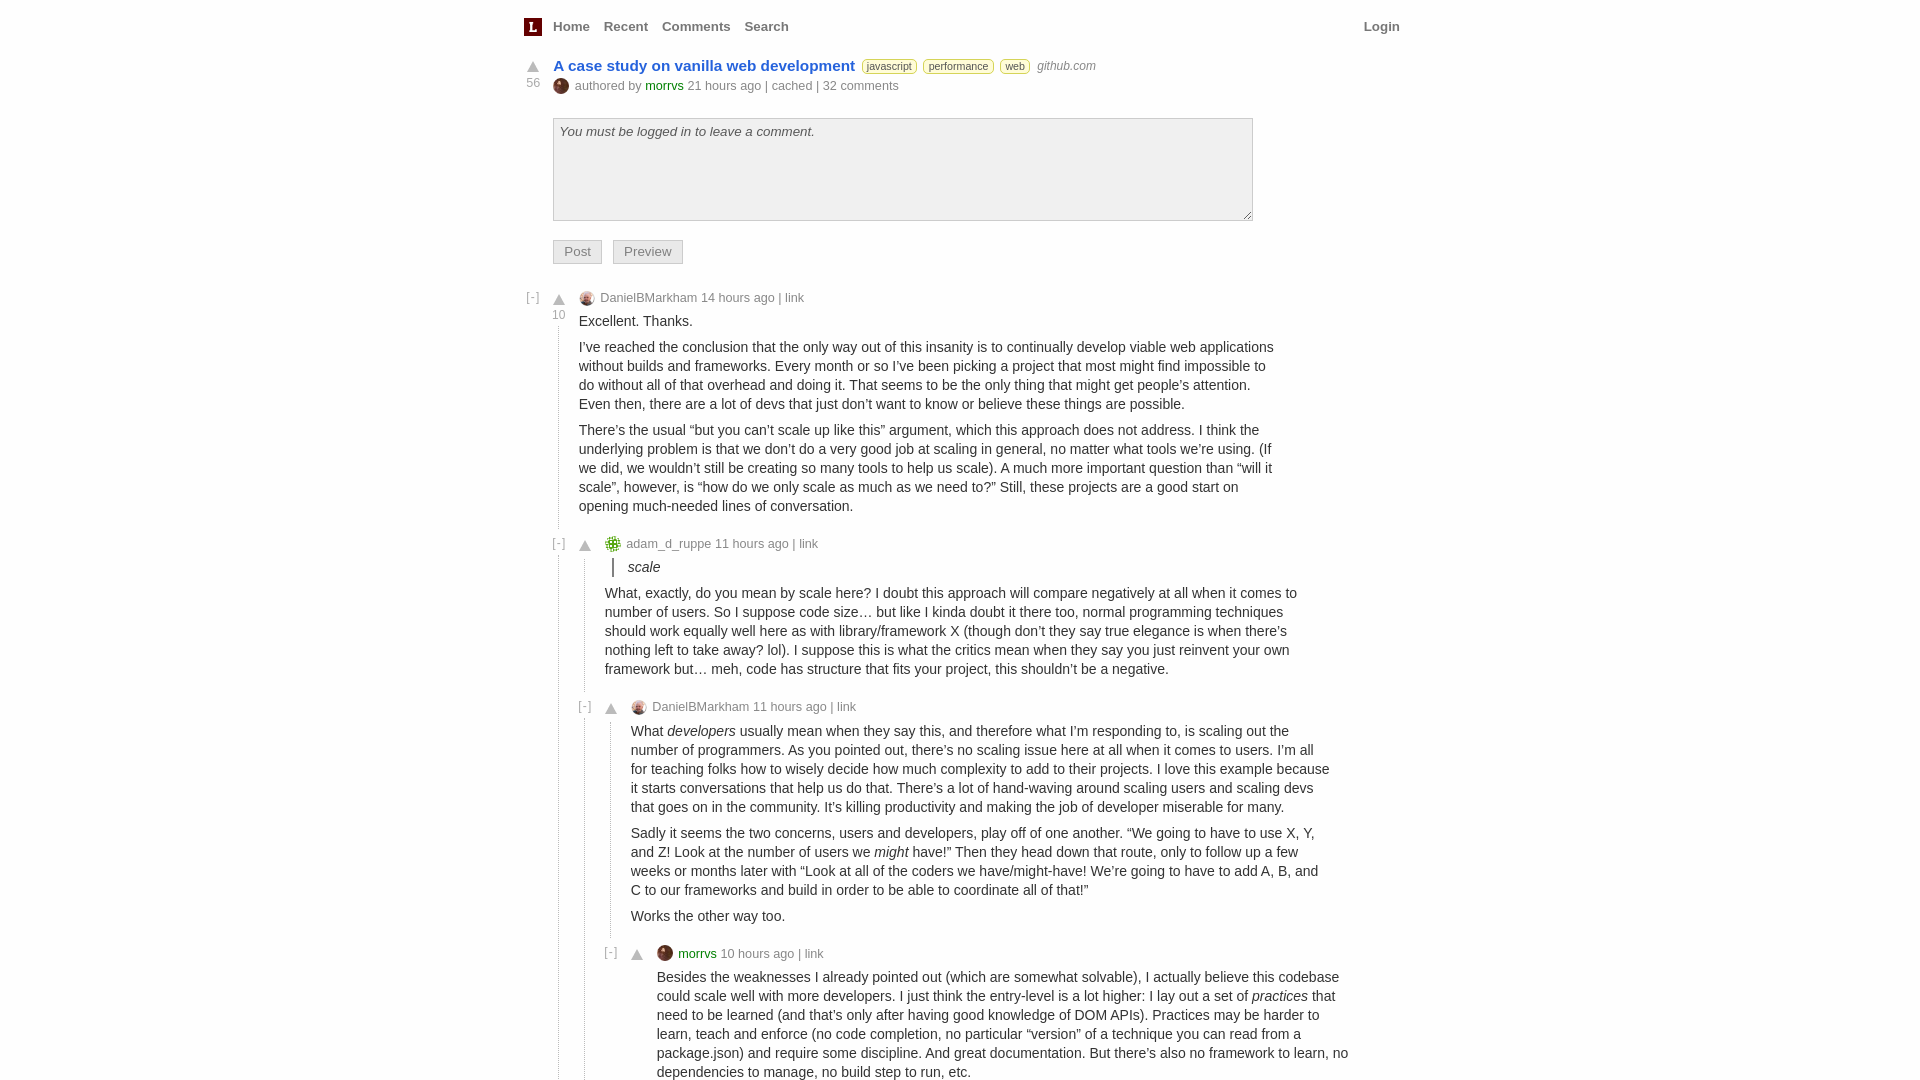 L Home Recent Comments Search Login
A case study on vanilla web development javascript performance web github.com
56 authored by morrvs 21 hours ago | cached | 32 comments
You must be logged in to leave a comment.
Post Preview
[-] DanielBMarkham 14 hours ago | link
10
Excellent. Thanks.
I’ve reached the conclusion that the only way out of this insanity is to continually develop viable web applications
without builds and frameworks. Every month or so I’ve been picking a project that most might find impossible to
do without all of that overhead and doing it. That seems to be the only thing that might get people’s attention.
Even then, there are a lot of devs that just don’t want to know or believe these things are possible.
There’s the usual “but you can’t scale up like this” argument, which this approach does not address. I think the
underlying problem is that we don’t do a very good job at scaling in general, no matter what tools we’re using. (If
we did, we wouldn’t still be creating so many tools to help us scale). A much more important question than “will it
scale”, however, is “how do we only scale as much as we need to?” Still, these projects are a good start on
opening much-needed lines of conversation.
[-] adam_d_ruppe 11 hours ago | link
scale
What, exactly, do you mean by scale here? I doubt this approach will compare negatively at all when it comes to
number of users. So I suppose code size… but like I kinda doubt it there too, normal programming techniques
should work equally well here as with library/framework X (though don’t they say true elegance is when there’s
nothing left to take away? lol). I suppose this is what the critics mean when they say you just reinvent your own
framework but… meh, code has structure that fits your project, this shouldn’t be a negative.
[-] DanielBMarkham 11 hours ago | link
What developers usually mean when they say this, and therefore what I’m responding to, is scaling out the
number of programmers. As you pointed out, there’s no scaling issue here at all when it comes to users. I’m all
for teaching folks how to wisely decide how much complexity to add to their projects. I love this example because
it starts conversations that help us do that. There’s a lot of hand-waving around scaling users and scaling devs
that goes on in the community. It’s killing productivity and making the job of developer miserable for many.
Sadly it seems the two concerns, users and developers, play off of one another. “We going to have to use X, Y,
and Z! Look at the number of users we might have!” Then they head down that route, only to follow up a few
weeks or months later with “Look at all of the coders we have/might-have! We’re going to have to add A, B, and
C to our frameworks and build in order to be able to coordinate all of that!”
Works the other way too.
[-] morrvs 10 hours ago | link
Besides the weaknesses I already pointed out (which are somewhat solvable), I actually believe this codebase
could scale well with more developers. I just think the entry-level is a lot higher: I lay out a set of practices that
need to be learned (and that’s only after having good knowledge of DOM APIs). Practices may be harder to
learn, teach and enforce (no code completion, no particular “version” of a technique you can read from a
package.json) and require some discipline. And great documentation. But there’s also no framework to learn, no
dependencies to manage, no build step to run, etc.